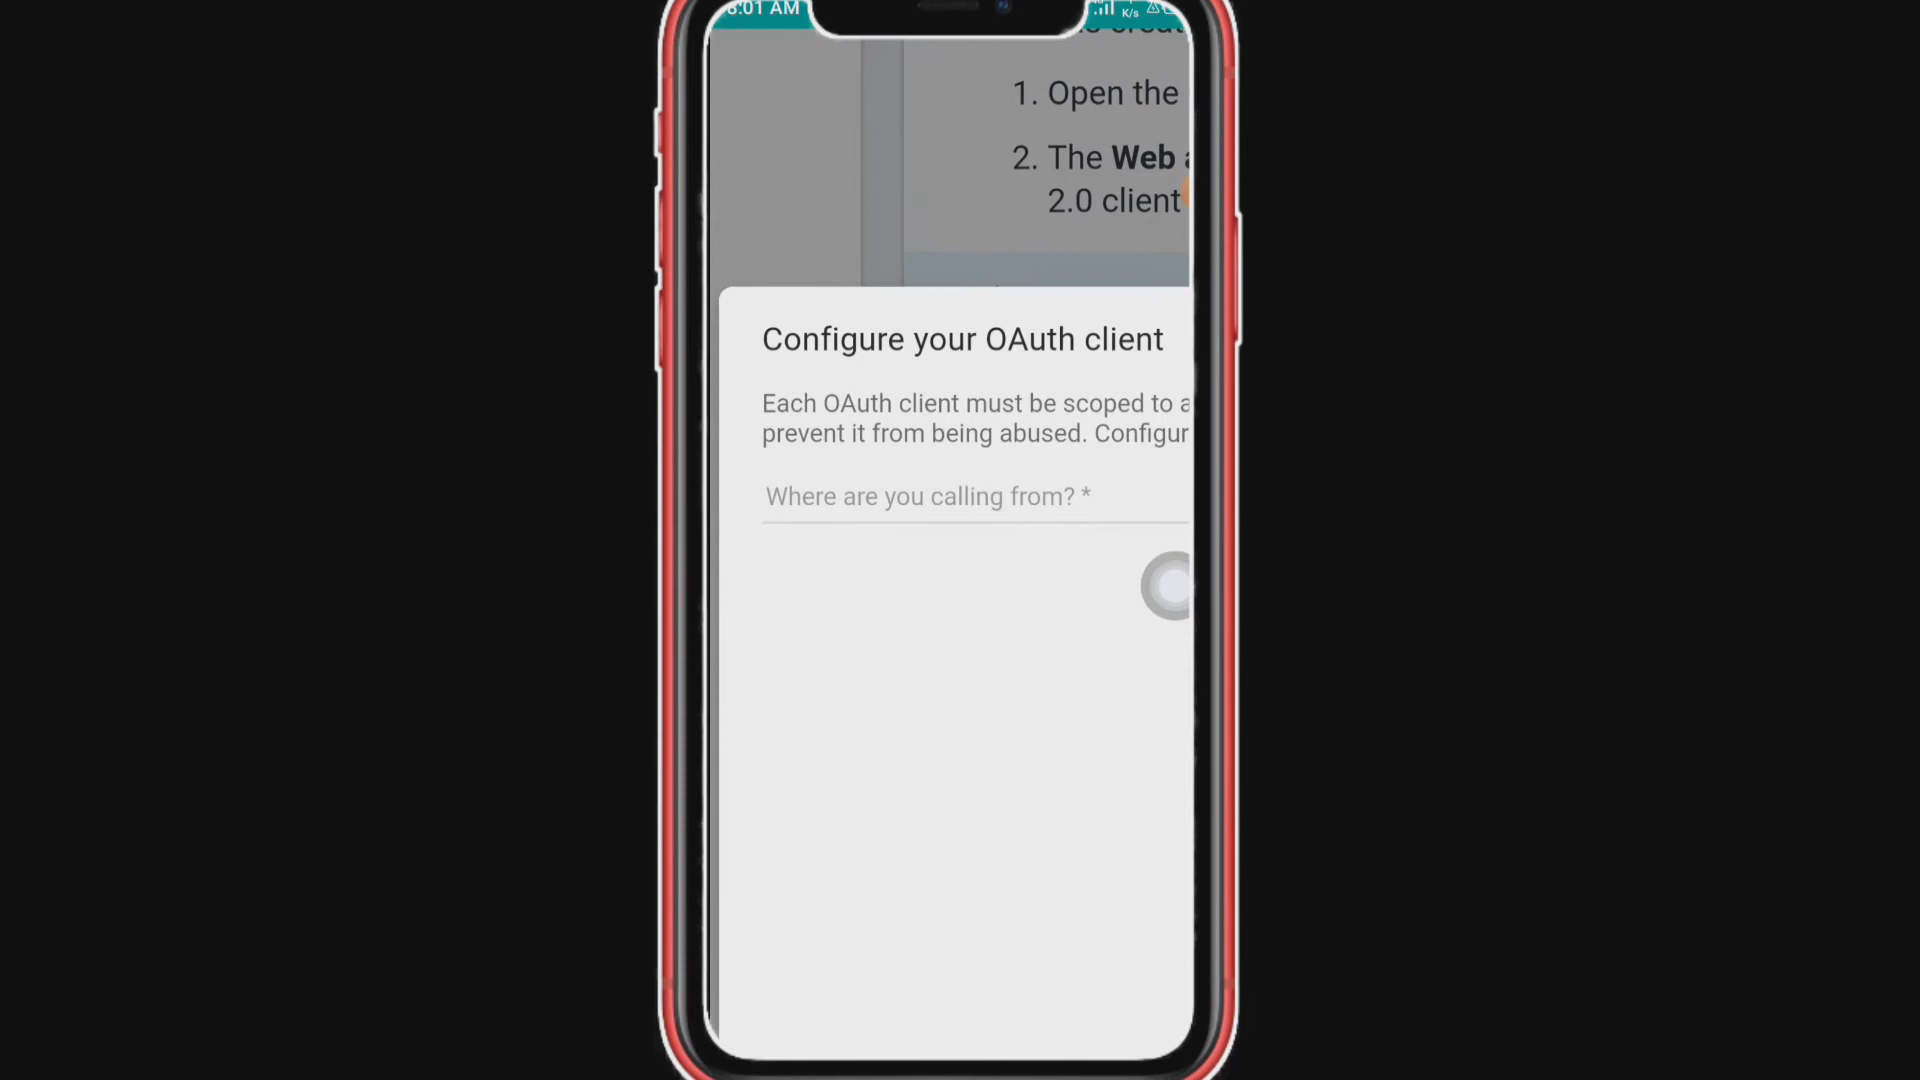 8:01 AM
K/s
1. Open the
2. The Web
2.0 client
Configure your OAuth client
Each OAuth client must be scoped to a
prevent it from being abused. Configur
Where are you calling from? *